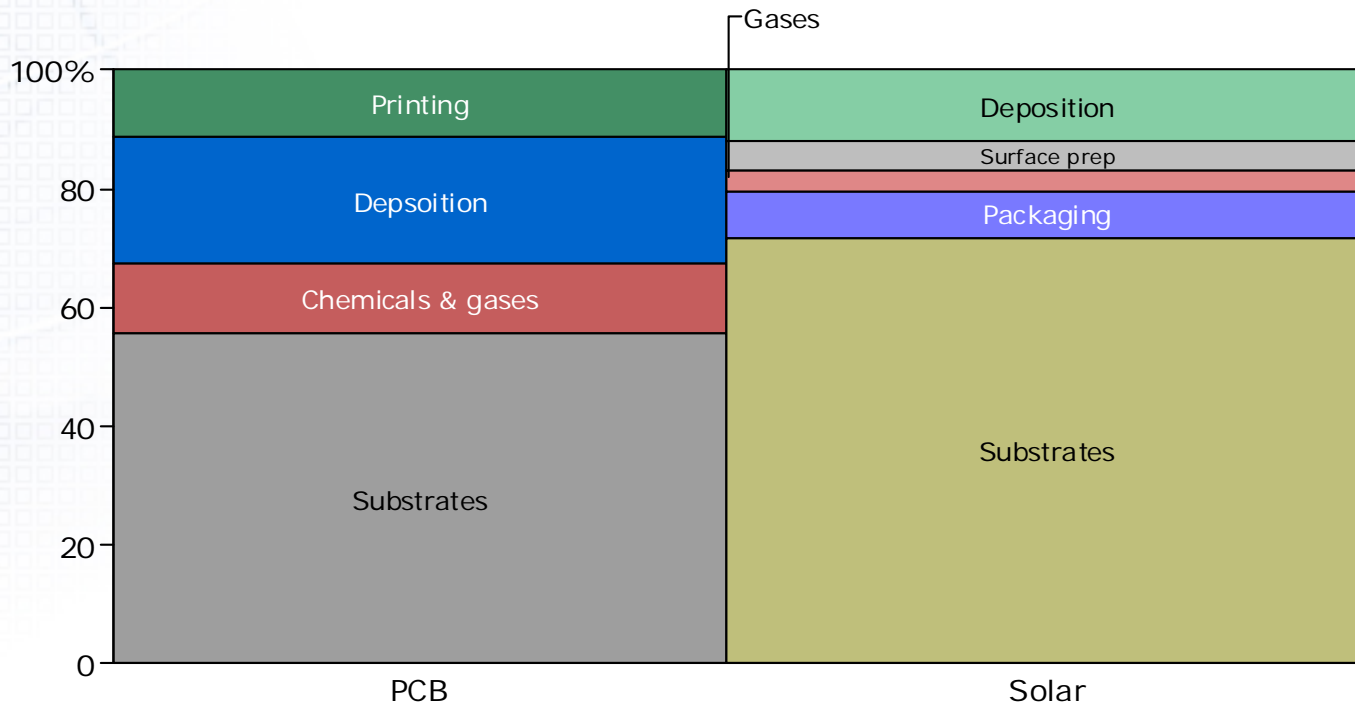 Gases
100%
Printing
Deposition
Surface prep
80
Depsoition
Packaging
Chemicals & gases
60
40
Substrates
Substrates
20
0
PCB
Solar